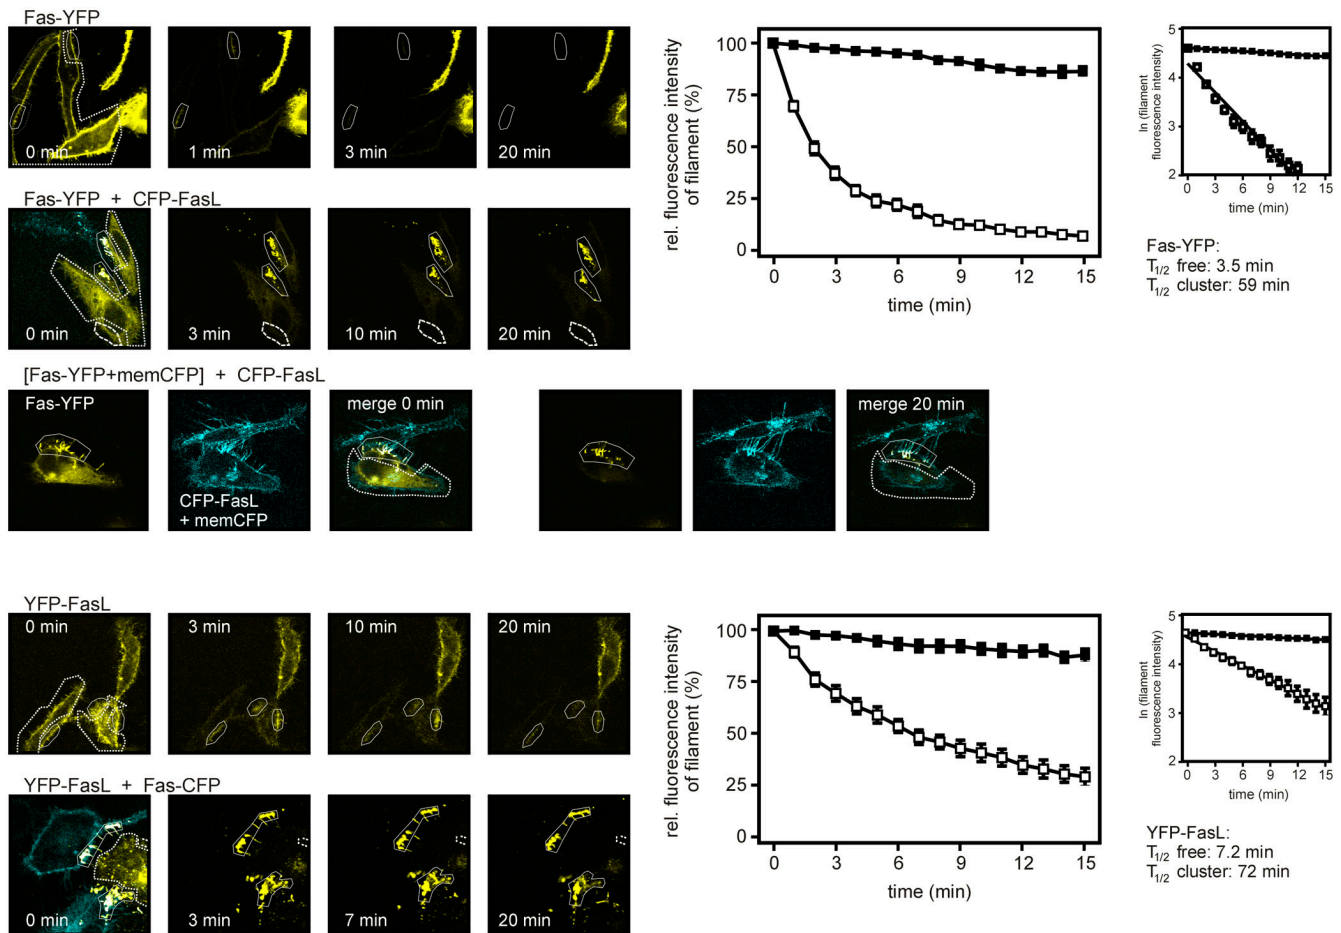 Fas-YFP
0 min
1 min
3 min
20 min
Fas-YFP + CFP-FasL
0 min
3 min
10 min
20 min
[Fas-YFP+memCFP] + CFP-FasL
Fas-YFP
CFP-FasL
+ memCFP
merge 0 min
merge 20 min
rel. fluorescence intensity
of filament (%)
100
75
50
25
0
0 3 6 9 12 15
time (min)
ln (filament
fluorescence intensity)
5
4
3
2
0 3 6 9 12 15
time (min)
Fas-YFP:
T1/2 free: 3.5 min
T1/2 cluster: 59 min
YFP-FasL
0 min
3 min
10 min
20 min
YFP-FasL + Fas-CFP
0 min
3 min
7 min
20 min
rel. fluorescence intensity
of filament (%)
100
75
50
25
0
0 3 6 9 12 15
time (min)
ln (filament
fluorescence intensity)
5
4
3
2
0 3 6 9 12 15
time (min)
YFP-FasL:
T1/2 free: 7.2 min
T1/2 cluster: 72 min